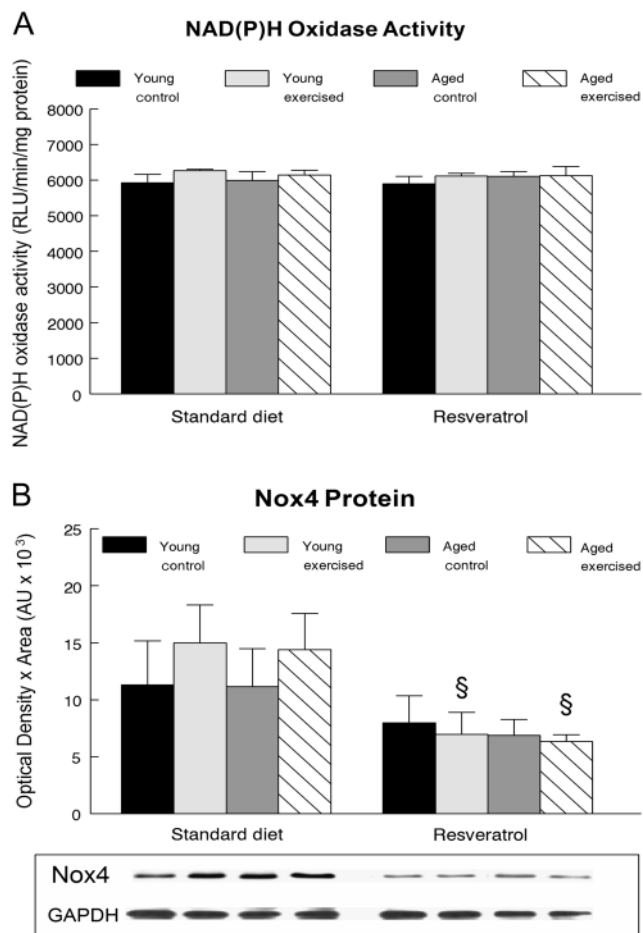 A
NAD(P)H Oxidase Activity
Young control
Young exercised
Aged control
Aged exercised
NAD(P)H oxidase activity (RLU/min/mg protein)
8000
7000
6000
5000
4000
3000
2000
1000
0
Standard diet
Resveratrol
B
Nox4 Protein
Young control
Young exercised
Aged control
Aged exercised
Optical Density x Area (AU x 10³)
25
20
15
10
5
0
§
§
Standard diet
Resveratrol
Nox4
GAPDH